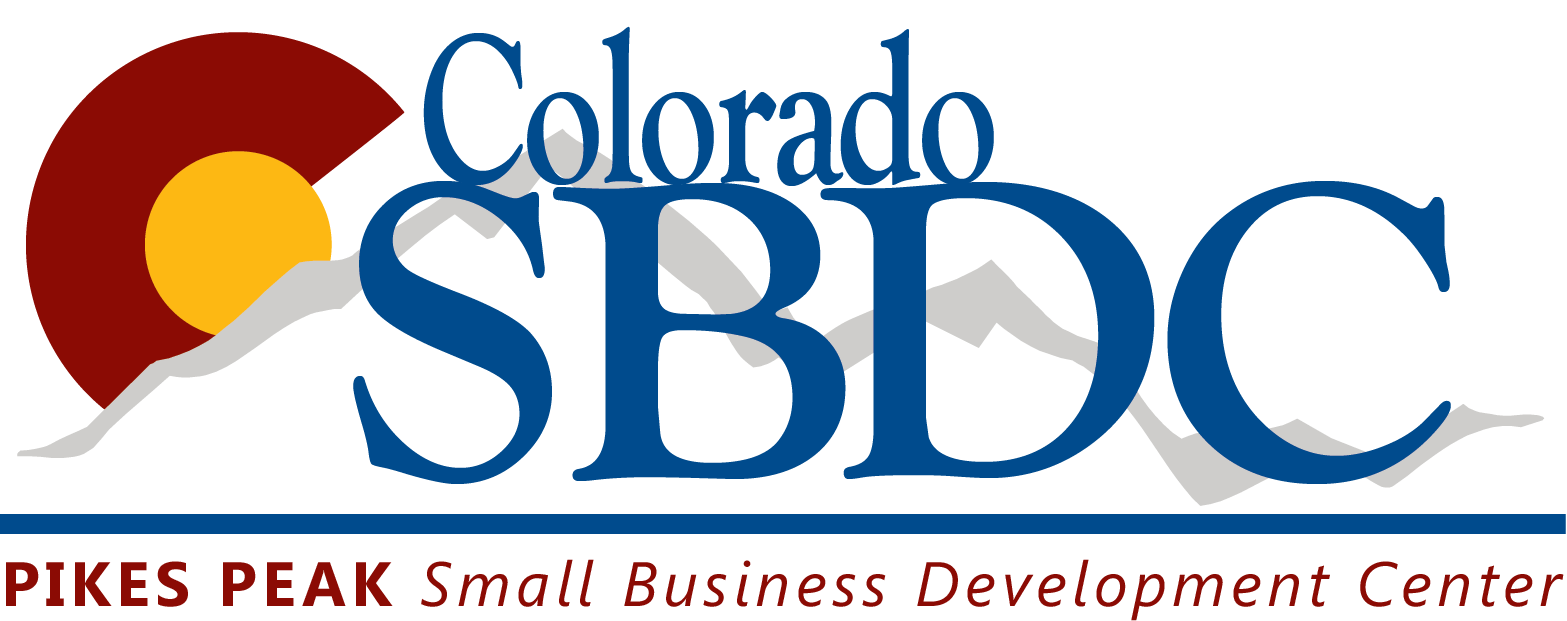 Colorado
SBDC
PIKES PEAK Small Business Development Center